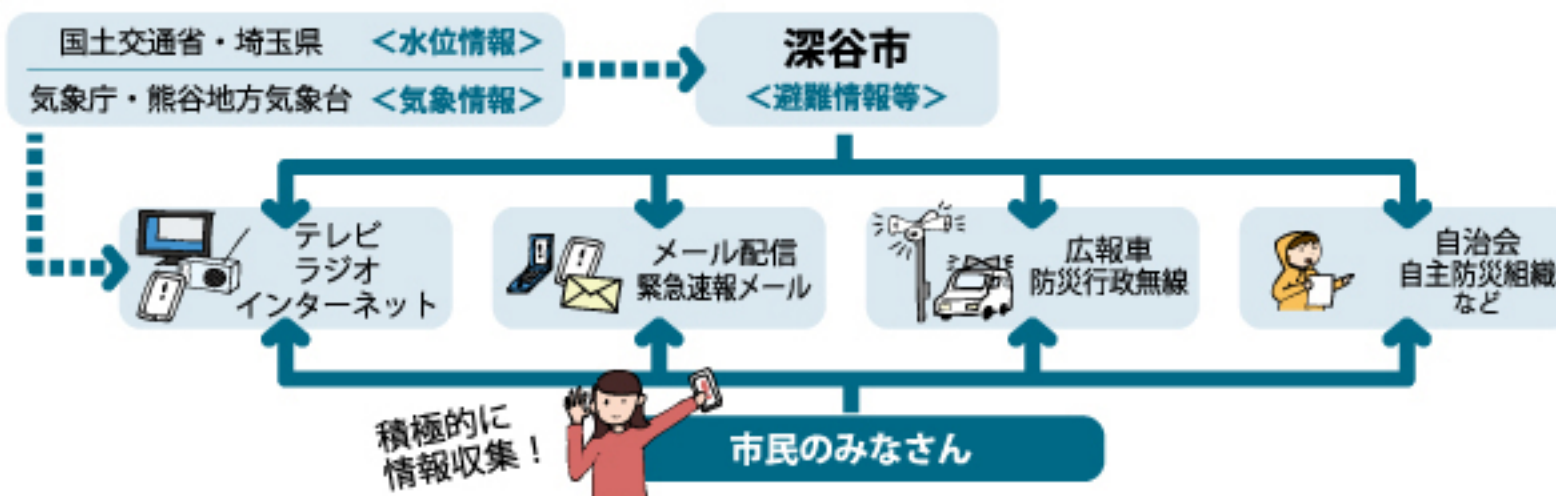 国土交通省・埼玉県 <水位情報>
気象庁・熊谷地方気象台 <気象情報>
深谷市
<避難情報等>
テレビ
ラジオ
インターネット
メール配信
緊急速報メール
広報車
防災行政無線
自治会
自主防災組織
など
積極的に
情報収集！
市民のみなさん